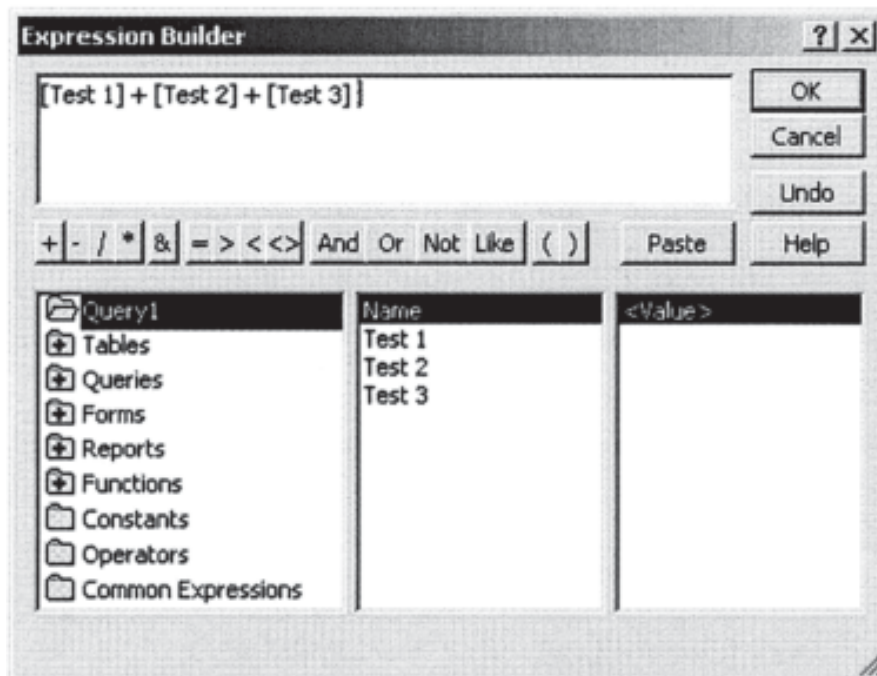 Expression Builder
? ×
[Test 1] + [Test 2] + [Test 3]
OK
Cancel
Undo
+ - / * & = > < <> And Or Not Like ( ) Paste Help
Query1
Tables
Queries
Forms
Reports
Functions
Constants
Operators
Common Expressions
Name
Test 1
Test 2
Test 3
<Value>